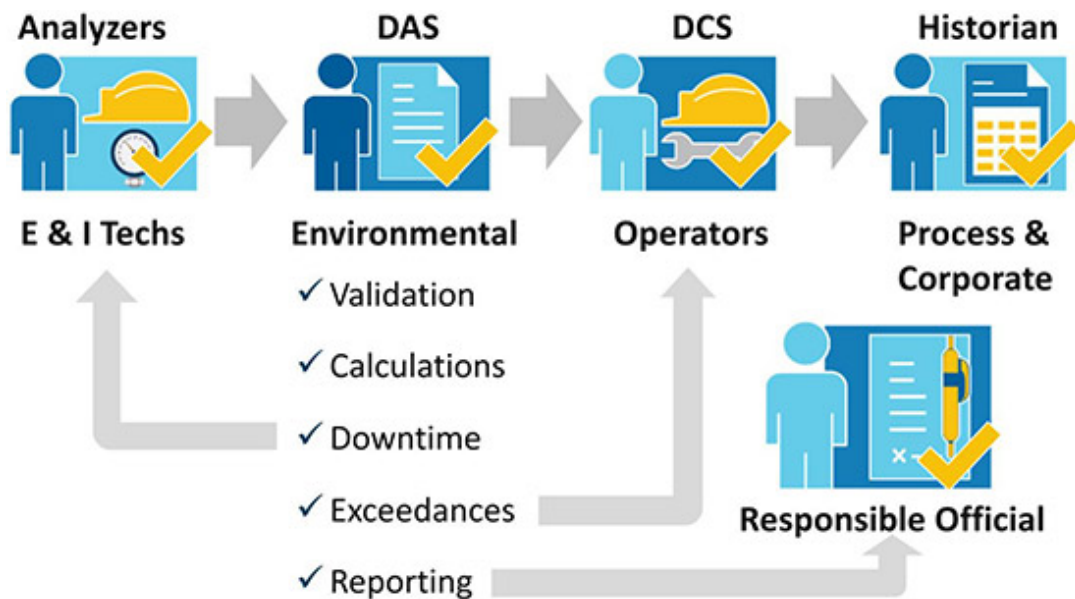 Analyzers
DAS
DCS
Historian
E & I Techs
Environmental
Operators
Process &
Corporate
✓ Validation
✓ Calculations
✓ Downtime
✓ Exceedances
✓ Reporting
x-
Responsible Official